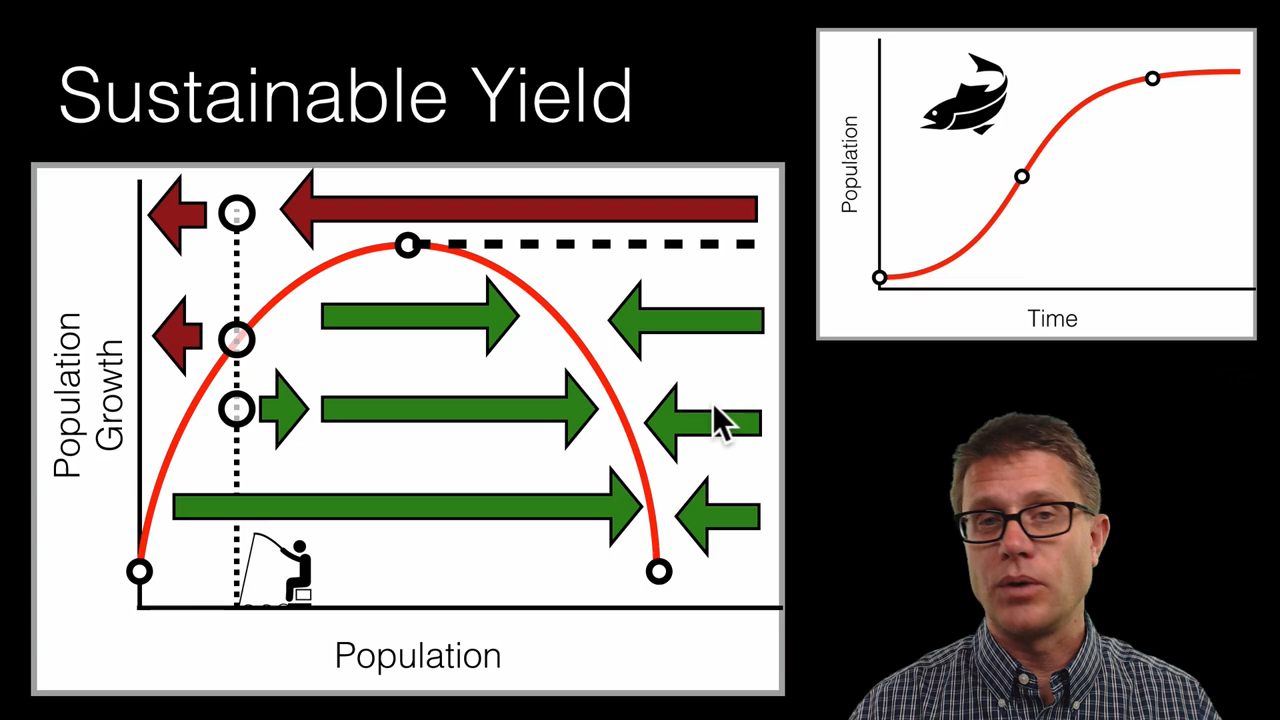 Sustainable Yield
Population
Growth
Population
Population
Time